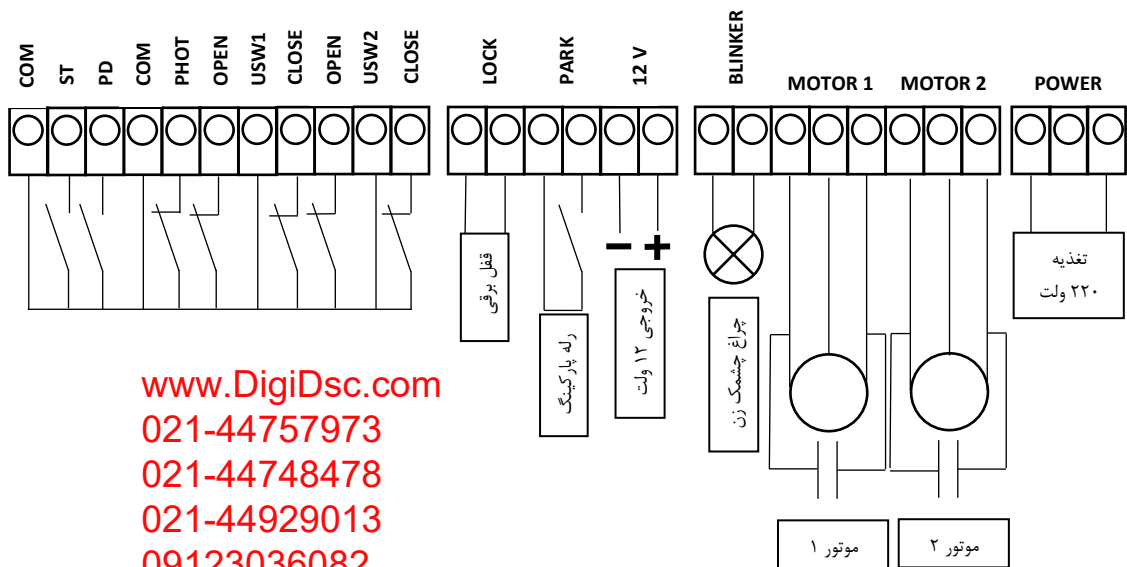 COM
ST
PD
COM
PHOT
OPEN
USW1
CLOSE
OPEN
USW2
CLOSE
LOCK
PARK
12 V
BLINKER
MOTOR 1
MOTOR 2
POWER
قفل برقی
رله پارکینگ
خروجی ۱۲ ولت
چراغ چشمک زن
تغذیه
۲۲۰ ولت
موتور ۱
موتور ۲
www.DigiDsc.com
021-44757973
021-44748478
021-44929013
09123036082